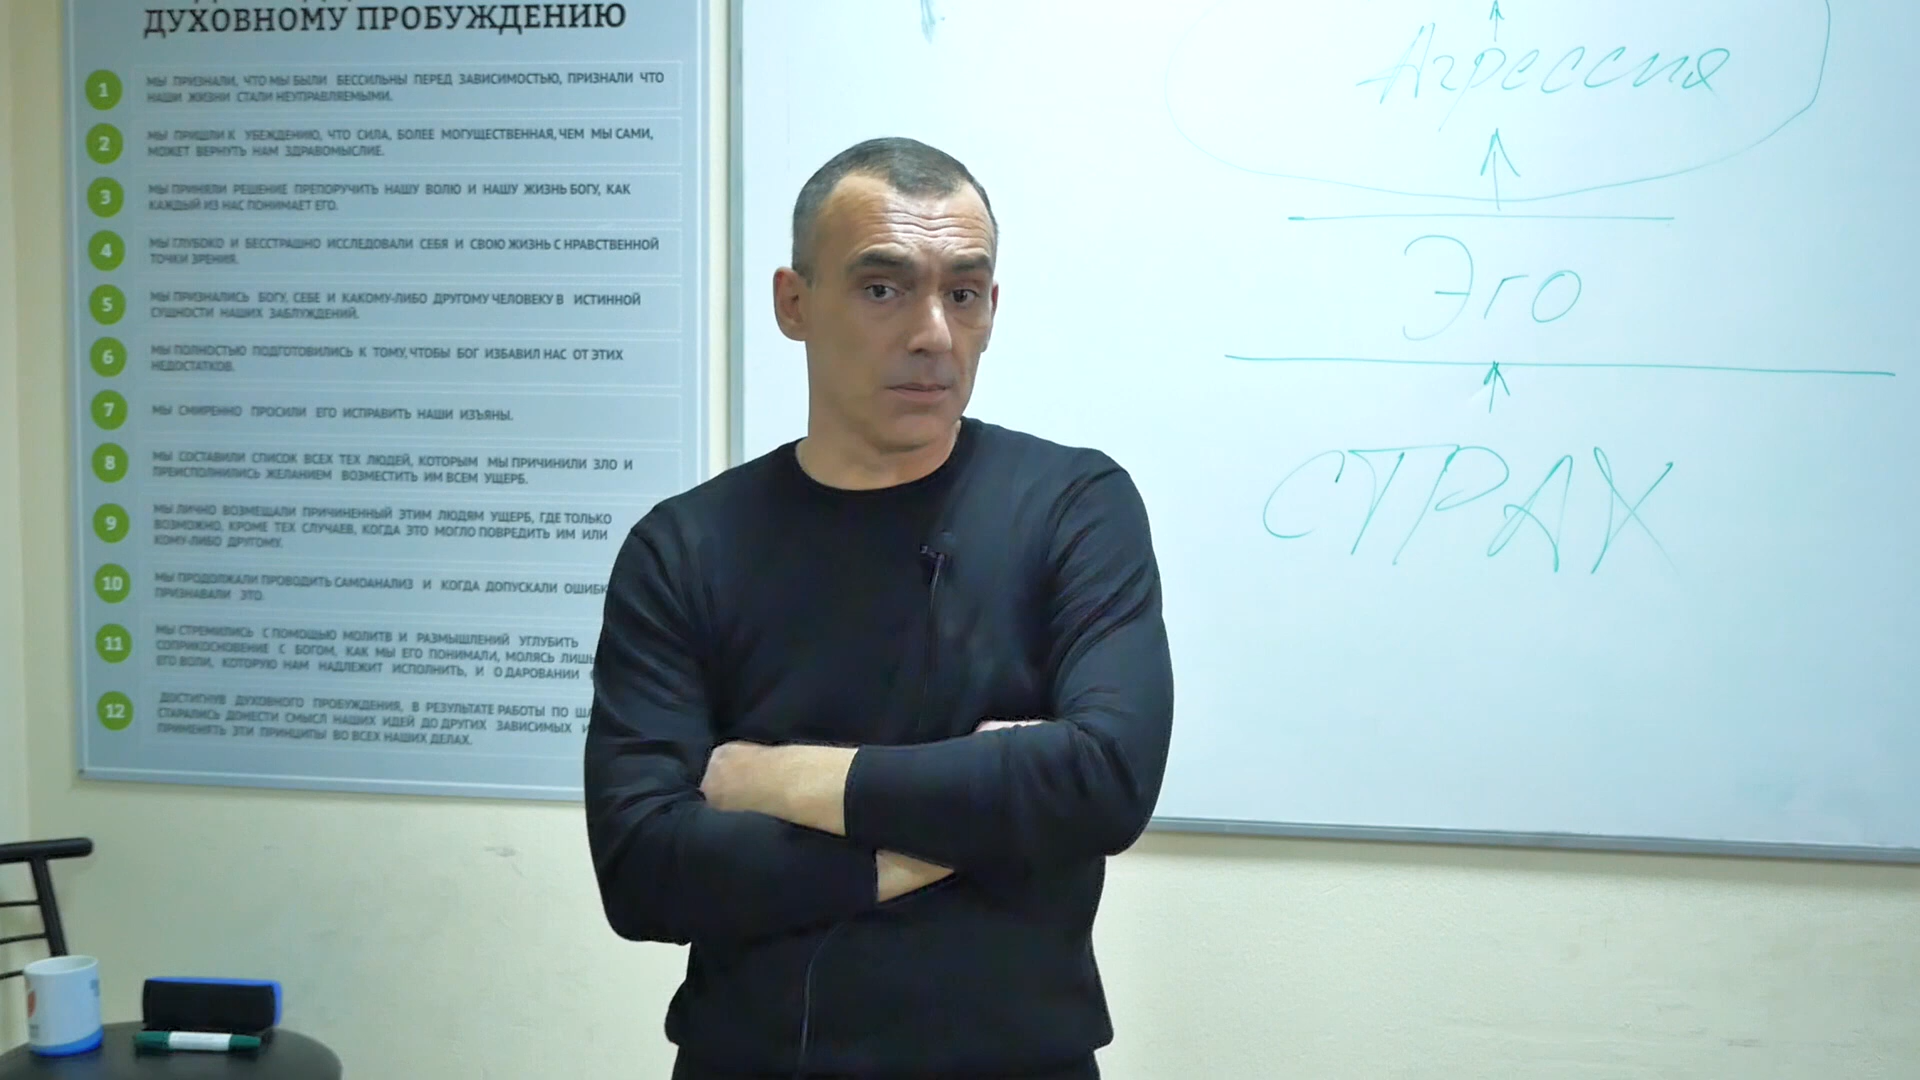 ДУХОВНОМУ ПРОБУЖДЕНИЮ
1
МЫ ПРИЗНАЛИ, ЧТО МЫ БЫЛИ БЕССИЛЬНЫ ПЕРЕД ЗАВИСИМОСТЬЮ, ПРИЗНАЛИ ЧТО
НАШИ ЖИЗНИ СТАЛИ НЕУПРАВЛЯЕМЫМИ.
2
МЫ ПРИШЛИ К УБЕЖДЕНИЮ, ЧТО СИЛА, БОЛЕЕ МОГУЩЕСТВЕННАЯ, ЧЕМ МЫ САМИ,
МОЖЕТ ВЕРНУТЬ НАМ ЗДРАВОМЫСЛИЕ.
3
МЫ ПРИНЯЛИ РЕШЕНИЕ ПРЕПОРУЧИТЬ НАШУ ВОЛЮ И НАШУ ЖИЗНЬ БОГУ, КАК
КАЖДЫЙ ИЗ НАС ПОНИМАЕТ ЕГО.
4
МЫ ГЛУБОКО И БЕССТРАШНО ИССЛЕДОВАЛИ СЕБЯ И СВОЮ ЖИЗНЬ С НРАВСТВЕННОЙ
ТОЧКИ ЗРЕНИЯ.
5
МЫ ПРИЗНАЛИСЬ БОГУ, СЕБЕ И КАКОМУ-ЛИБО ДРУГОМУ ЧЕЛОВЕКУ В ИСТИННОЙ
СУЩНОСТИ НАШИХ ЗАБЛУЖДЕНИЙ.
6
МЫ ПОЛНОСТЬЮ ПОДГОТОВИЛИСЬ К ТОМУ, ЧТОБЫ БОГ ИЗБАВИЛ НАС ОТ ЭТИХ
НЕДОСТАТКОВ.
7
МЫ СМИРЕННО ПРОСИЛИ ЕГО ИСПРАВИТЬ НАШИ ИЗЪЯНЫ.
8
МЫ СОСТАВИЛИ СПИСОК ВСЕХ ТЕХ ЛЮДЕЙ, КОТОРЫМ МЫ ПРИЧИНИЛИ ЗЛО И
ПРЕИСПОЛНИЛИСЬ ЖЕЛАНИЕМ ВОЗМЕСТИТЬ ИМ ВСЕМ УЩЕРБ.
9
МЫ ЛИЧНО ВОЗМЕЩАЛИ ПРИЧИНЕННЫЙ ЭТИМ ЛЮДЯМ УЩЕРБ, ГДЕ ТОЛЬКО
ВОЗМОЖНО, КРОМЕ ТЕХ СЛУЧАЕВ, КОГДА ЭТО МОГЛО ПОВРЕДИТЬ ИМ ИЛИ
КОМУ-ЛИБО ДРУГОМУ.
10
МЫ ПРОДОЛЖАЛИ ПРОВОДИТЬ САМОАНАЛИЗ И КОГДА ДОПУСКАЛИ ОШИБК
ПРИЗНАВАЛИ ЭТО.
11
МЫ СТРЕМИЛИСЬ С ПОМОЩЬЮ МОЛИТВ И РАЗМЫШЛЕНИЙ УГЛУБИТЬ
СОПРИКОСНОВЕНИЕ С БОГОМ, КАК МЫ ЕГО ПОНИМАЛИ, МОЛЯСЬ ЛИШЬ
ЕГО ВОЛИ, КОТОРУЮ НАМ НАДЛЕЖИТ ИСПОЛНИТЬ, И О ДАРОВАНИИ
12
ДОСТИГНУВ ДУХОВНОГО ПРОБУЖДЕНИЯ, В РЕЗУЛЬТАТЕ РАБОТЫ ПО ША
СТАРАЛИСЬ ДОНЕСТИ СМЫСЛ НАШИХ ИДЕЙ ДО ДРУГИХ ЗАВИСИМЫХ И
ПРИМЕНЯТЬ ЭТИ ПРИНЦИПЫ ВО ВСЕХ НАШИХ ДЕЛАХ.
Агрессия
Эго
СТРАХ